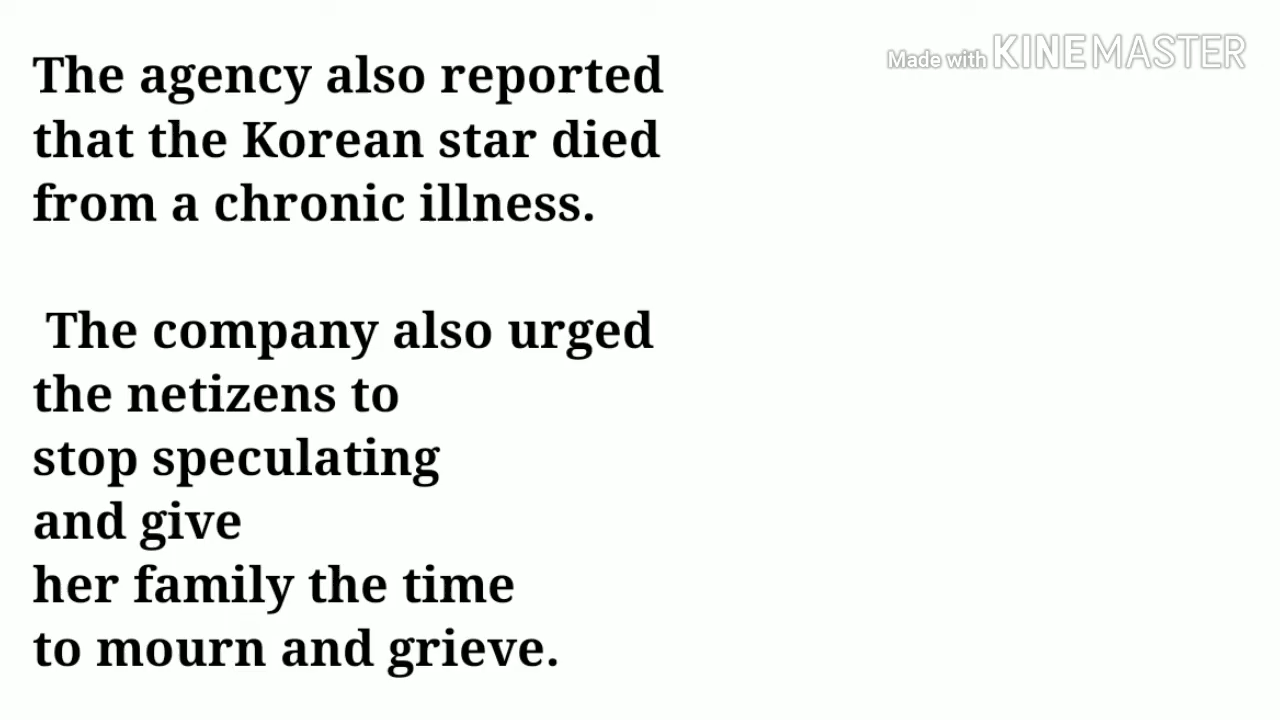 The agency also reported
that the Korean star died
from a chronic illness.
The company also urged
the netizens to
stop speculating
and give
her family the time
to mourn and grieve.
Made with KINEMASTER